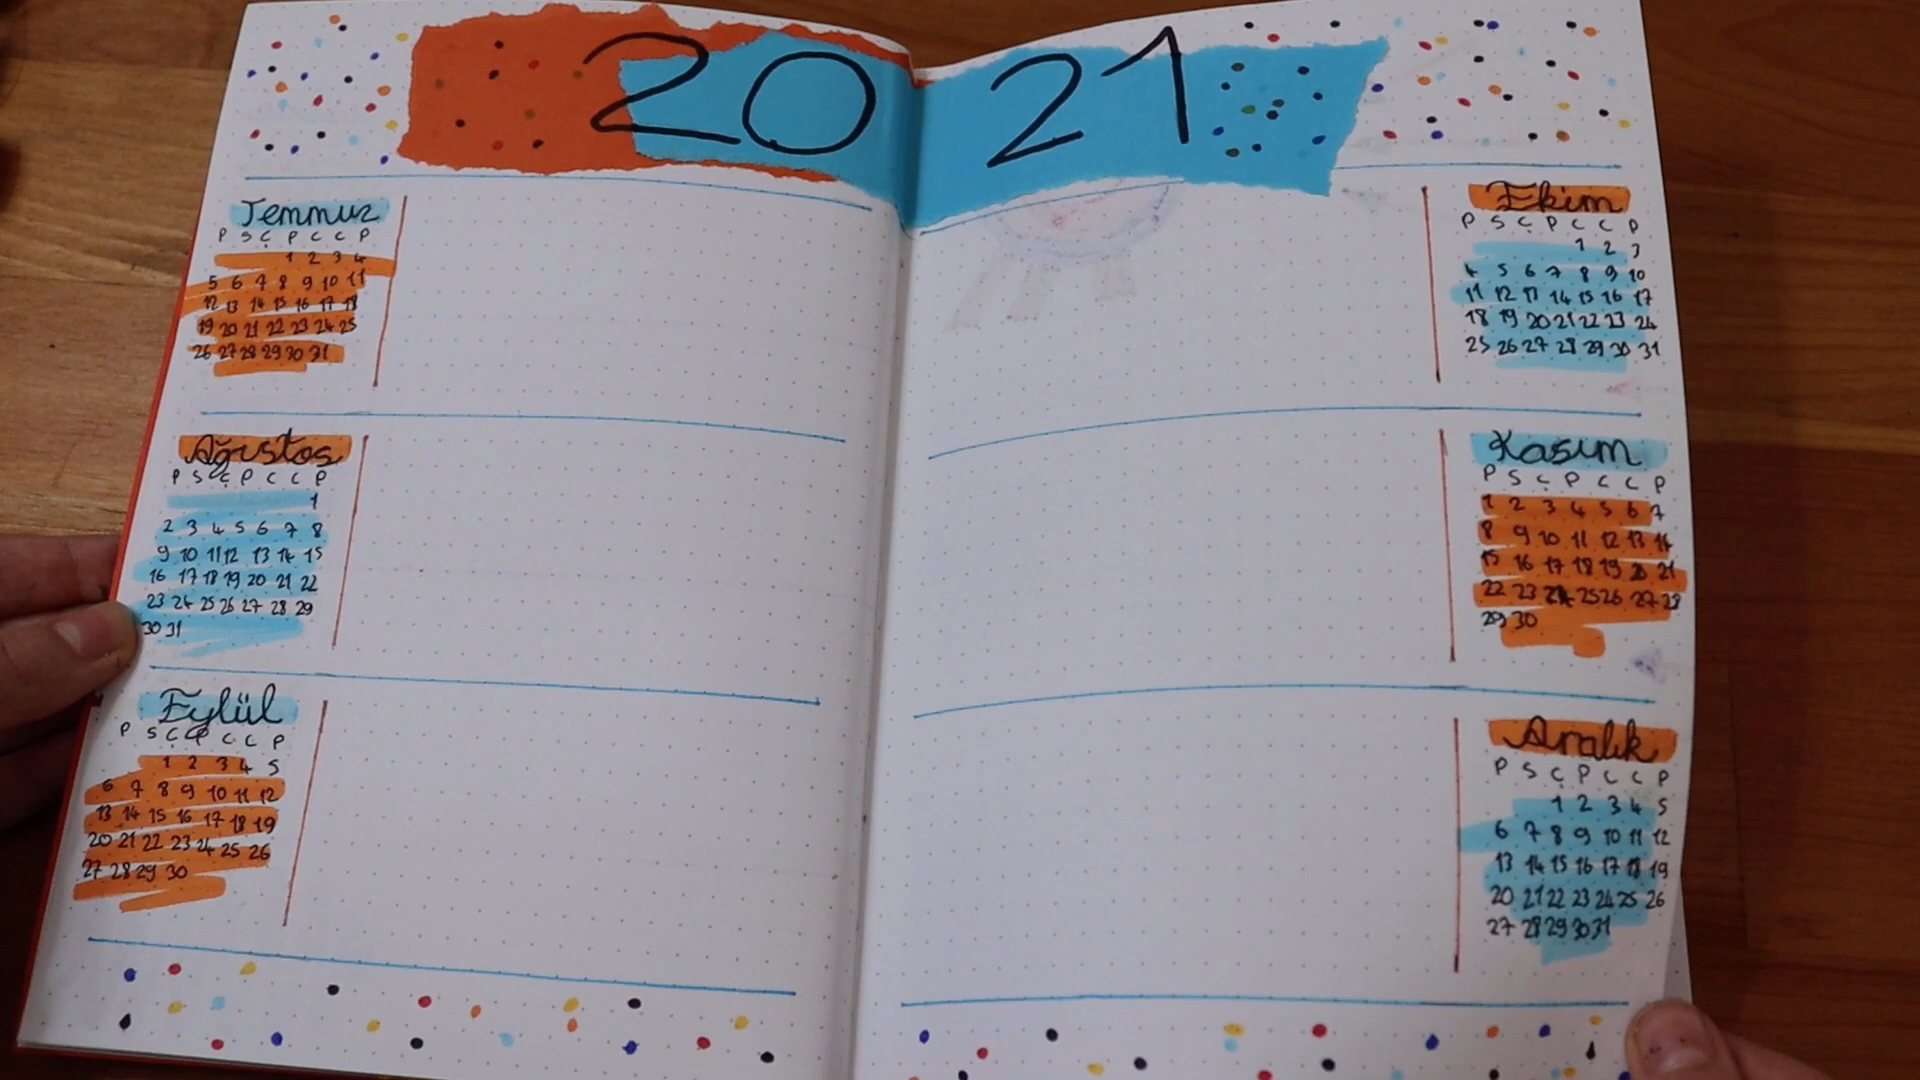 2021
Temmuz
P S Ç P C C P
1 2 3 4
5 6 7 8 9 10 11
12 13 14 15 16 17 18
19 20 21 22 23 24 25
26 27 28 29 30 31
Ağustos
P S Ç P C C P
1
2 3 4 5 6 7 8
9 10 11 12 13 14 15
16 17 18 19 20 21 22
23 24 25 26 27 28 29
30 31
Eylül
P S Ç P C C P
1 2 3 4 5
6 7 8 9 10 11 12
13 14 15 16 17 18 19
20 21 22 23 24 25 26
27 28 29 30
Ekim
P S Ç P C C P
1 2 3
4 5 6 7 8 9 10
11 12 13 14 15 16 17
18 19 20 21 22 23 24
25 26 27 28 29 30 31
Kasım
P S Ç P C C P
1 2 3 4 5 6 7
8 9 10 11 12 13 14
15 16 17 18 19 20 21
22 23 24 25 26 27 28
29 30
Aralık
P S Ç P C C P
1 2 3 4 5
6 7 8 9 10 11 12
13 14 15 16 17 18 19
20 21 22 23 24 25 26
27 28 29 30 31